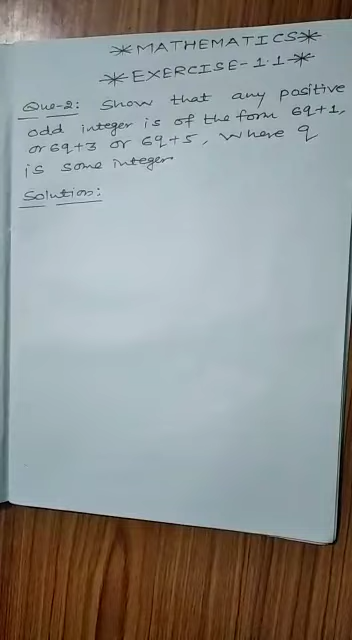 *MATHEMATICS*
*EXERCISE-1.1*
Que-2: Show that any positive
odd integer is of the form 6q+1,
or 6q+3 or 6q+5, where q
is some integer.
Solution: